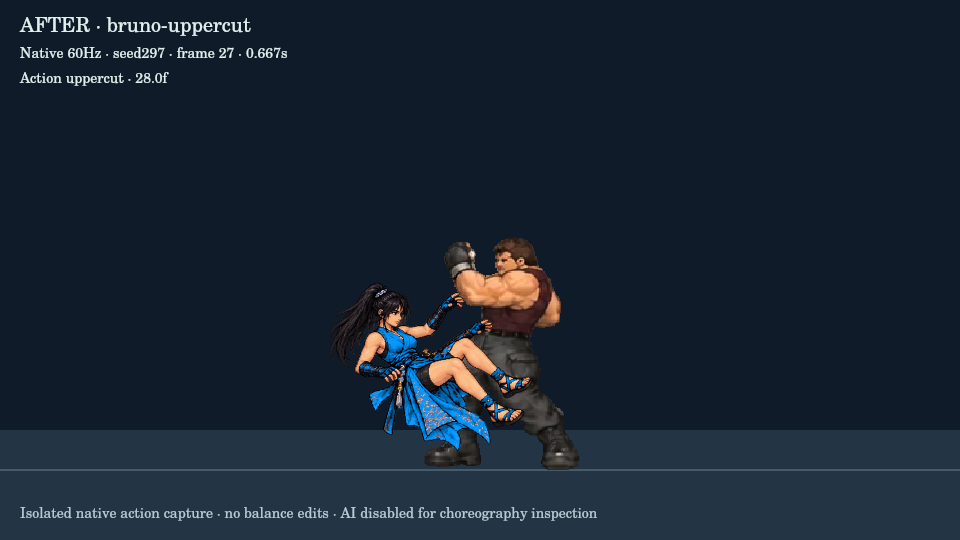 AFTER · bruno-uppercut
Native 60Hz · seed297 · frame 27 · 0.667s
Action uppercut · 28.0f
Isolated native action capture · no balance edits · AI disabled for choreography inspection